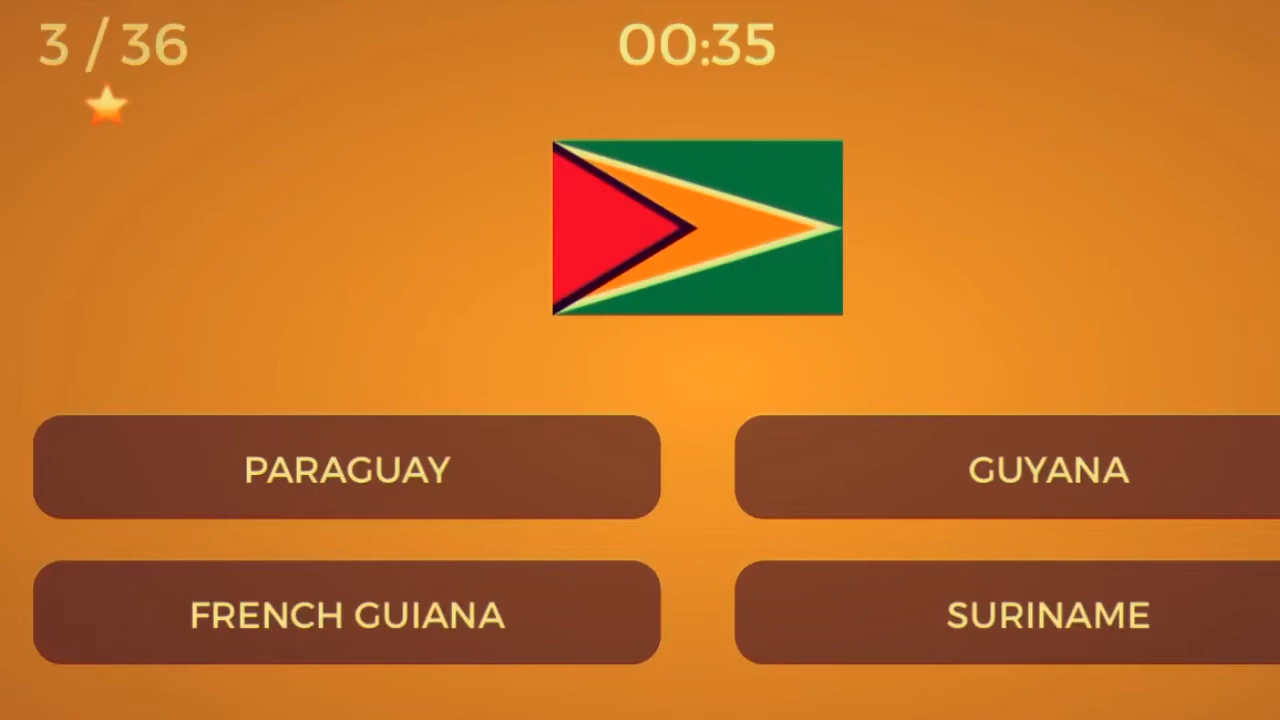 3 / 36
00:35
PARAGUAY
GUYANA
FRENCH GUIANA
SURINAME